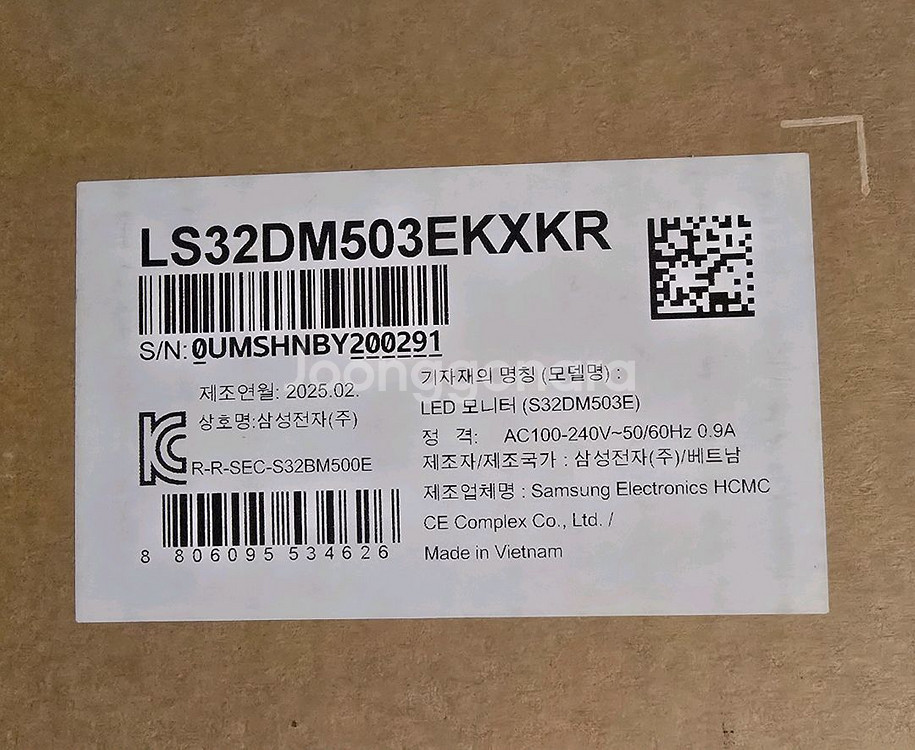 LS32DM503EKXKR
S/N: 0UMSHNBY200291
joonggonara
제조연월: 2025.02.
상호명:삼성전자(주)
R-R-SEC-S32BM500E
8 806095 534626
기자재의 명칭 (모델명) :
LED 모니터 (S32DM503E)
정 격: AC100-240V~50/60Hz 0.9A
제조자/제조국가 : 삼성전자(주)/베트남
제조업체명 : Samsung Electronics HCMC
CE Complex Co., Ltd. /
Made in Vietnam